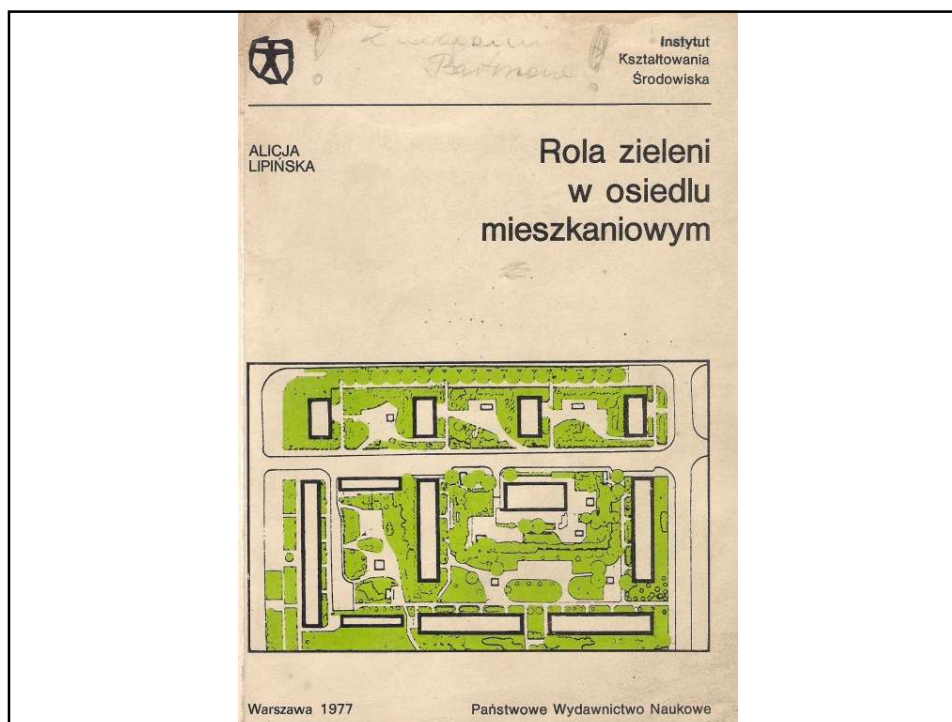 Instytut
Kształtowania
Środowiska
ALICJA
LIPIŃSKA
Rola zieleni
w osiedlu
mieszkaniowym
Warszawa 1977
Państwowe Wydawnictwo Naukowe